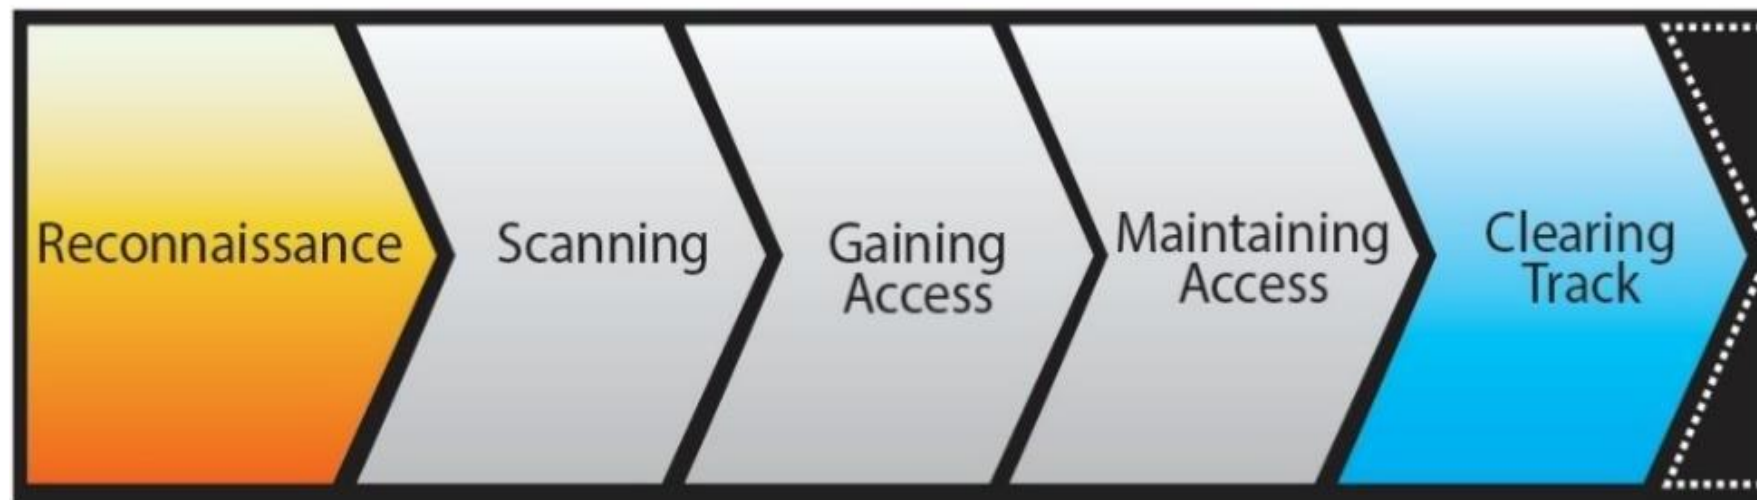 Reconnaissance
Scanning
Gaining
Access
Maintaining
Access
Clearing
Track